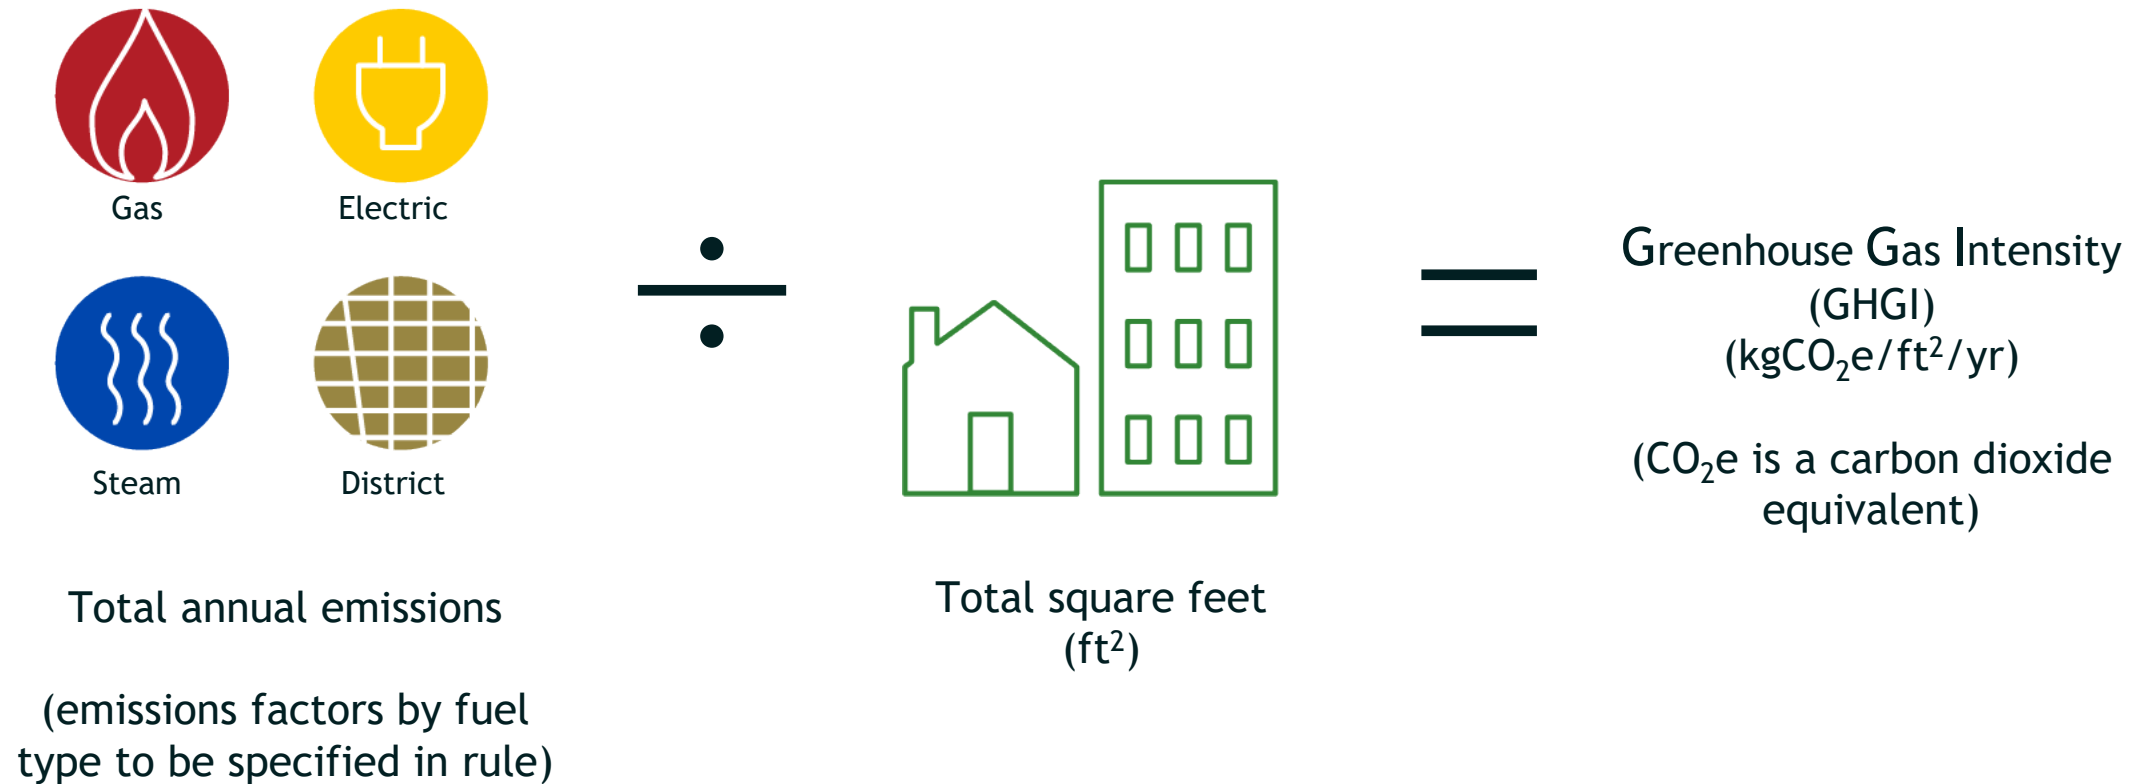 Gas
Electric
Steam
District
Total annual emissions
(emissions factors by fuel
type to be specified in rule)
Total square feet
(ft²)
Greenhouse Gas Intensity
(GHGI)
(kgCO₂e/ft²/yr)
(CO₂e is a carbon dioxide
equivalent)